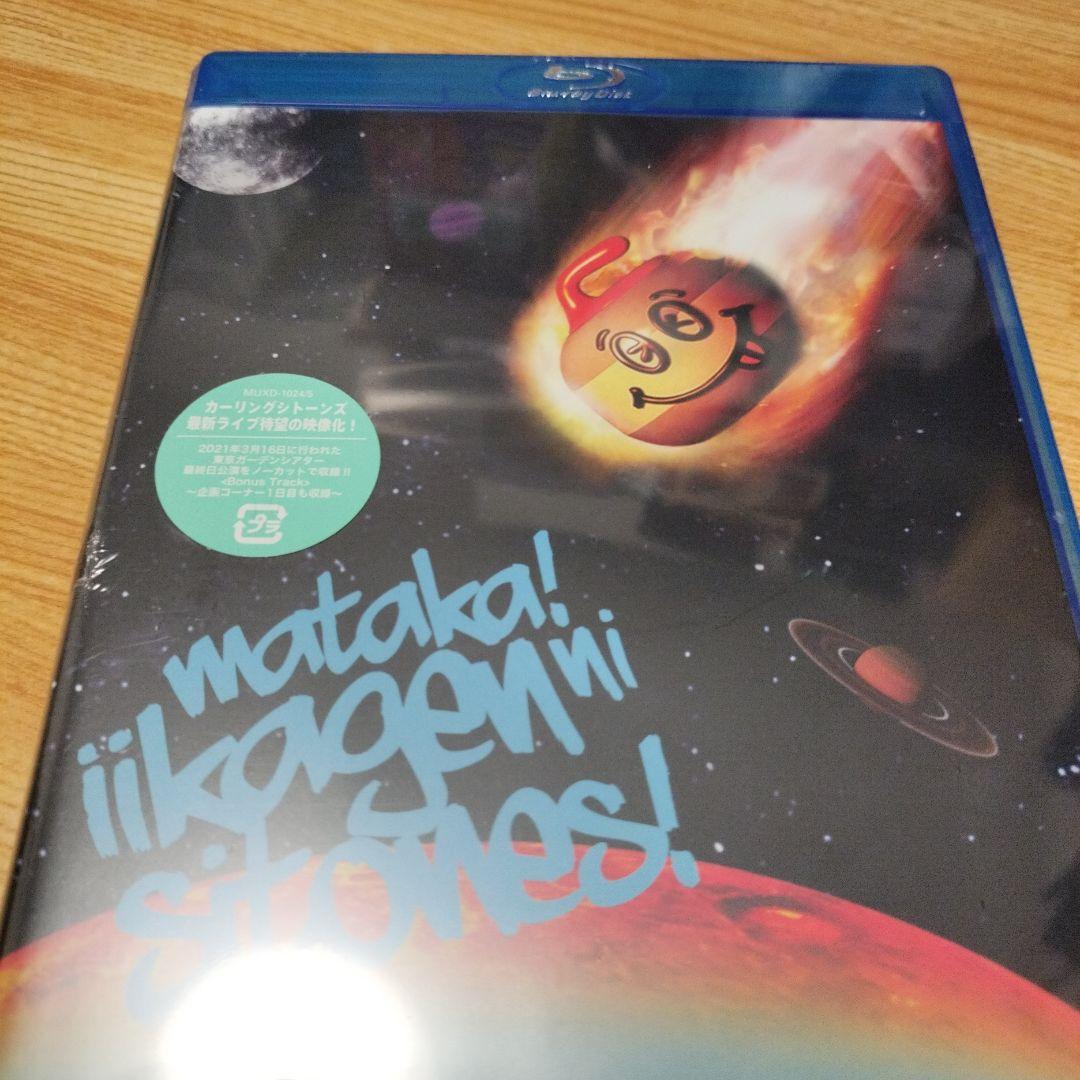 Blu-ray Disc
MUXD-1024/5
カーリングシトーンズ
最新ライブ待望の映像化！
2021年3月16日に行われた
東京ガーデンシアター
最終日公演をノーカットで収録!!
<Bonus Track>
～企画コーナー1日目も収録～
プラ
mataka!
iikagen ni
sitones!